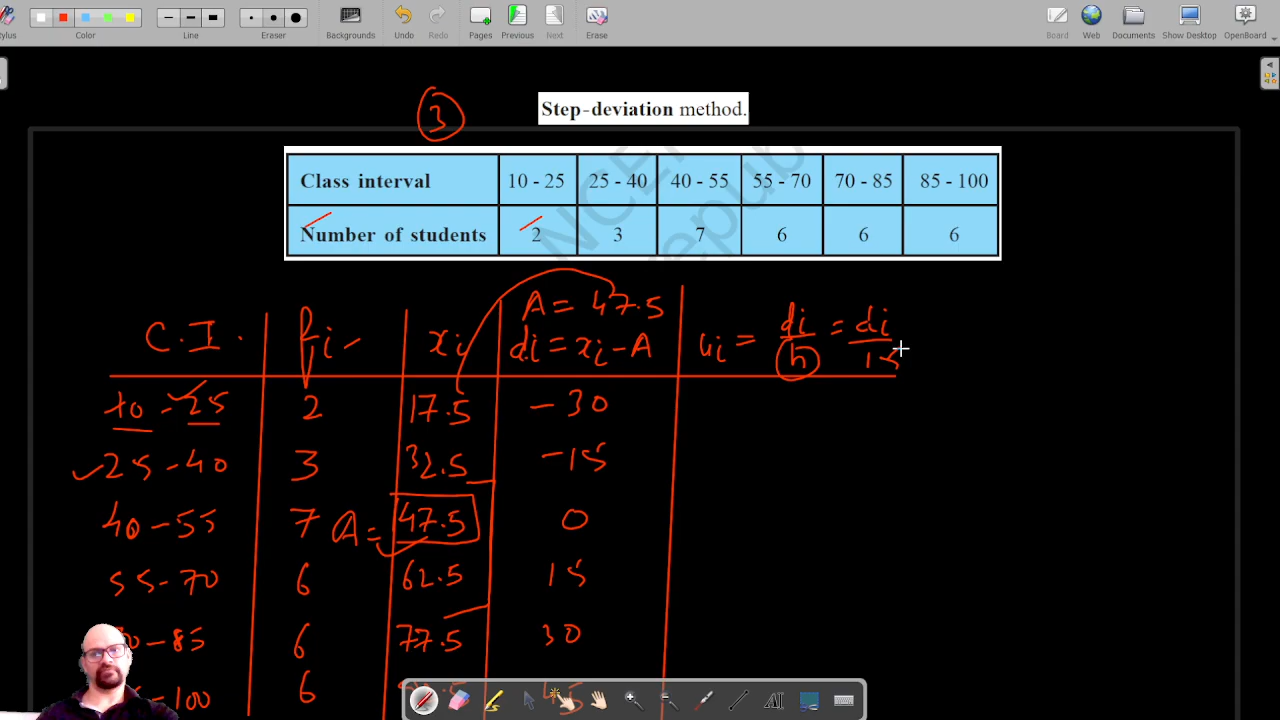 Stylus Color Line Eraser Backgrounds Undo Redo Pages Previous Next Erase Board Web Documents Show Desktop OpenBoard
3
Step-deviation method.
Class interval 10 - 25 25 - 40 40 - 55 55 - 70 70 - 85 85 - 100
Number of students 2 3 7 6 6 6
A = 47.5
C.I. fi xi di = xi - A ui = di/h = di/15
10 - 25 2 17.5 - 30
25 - 40 3 32.5 - 15
40 - 55 7 A = 47.5 0
55 - 70 6 62.5 15
- 85 6 77.5 30
- 100 6